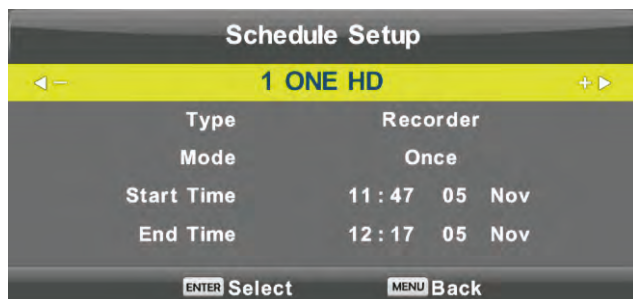 Schedule Setup
1 ONE HD
Type Recorder
Mode Once
Start Time 11:47 05 Nov
End Time 12:17 05 Nov
ENTER Select MENU Back